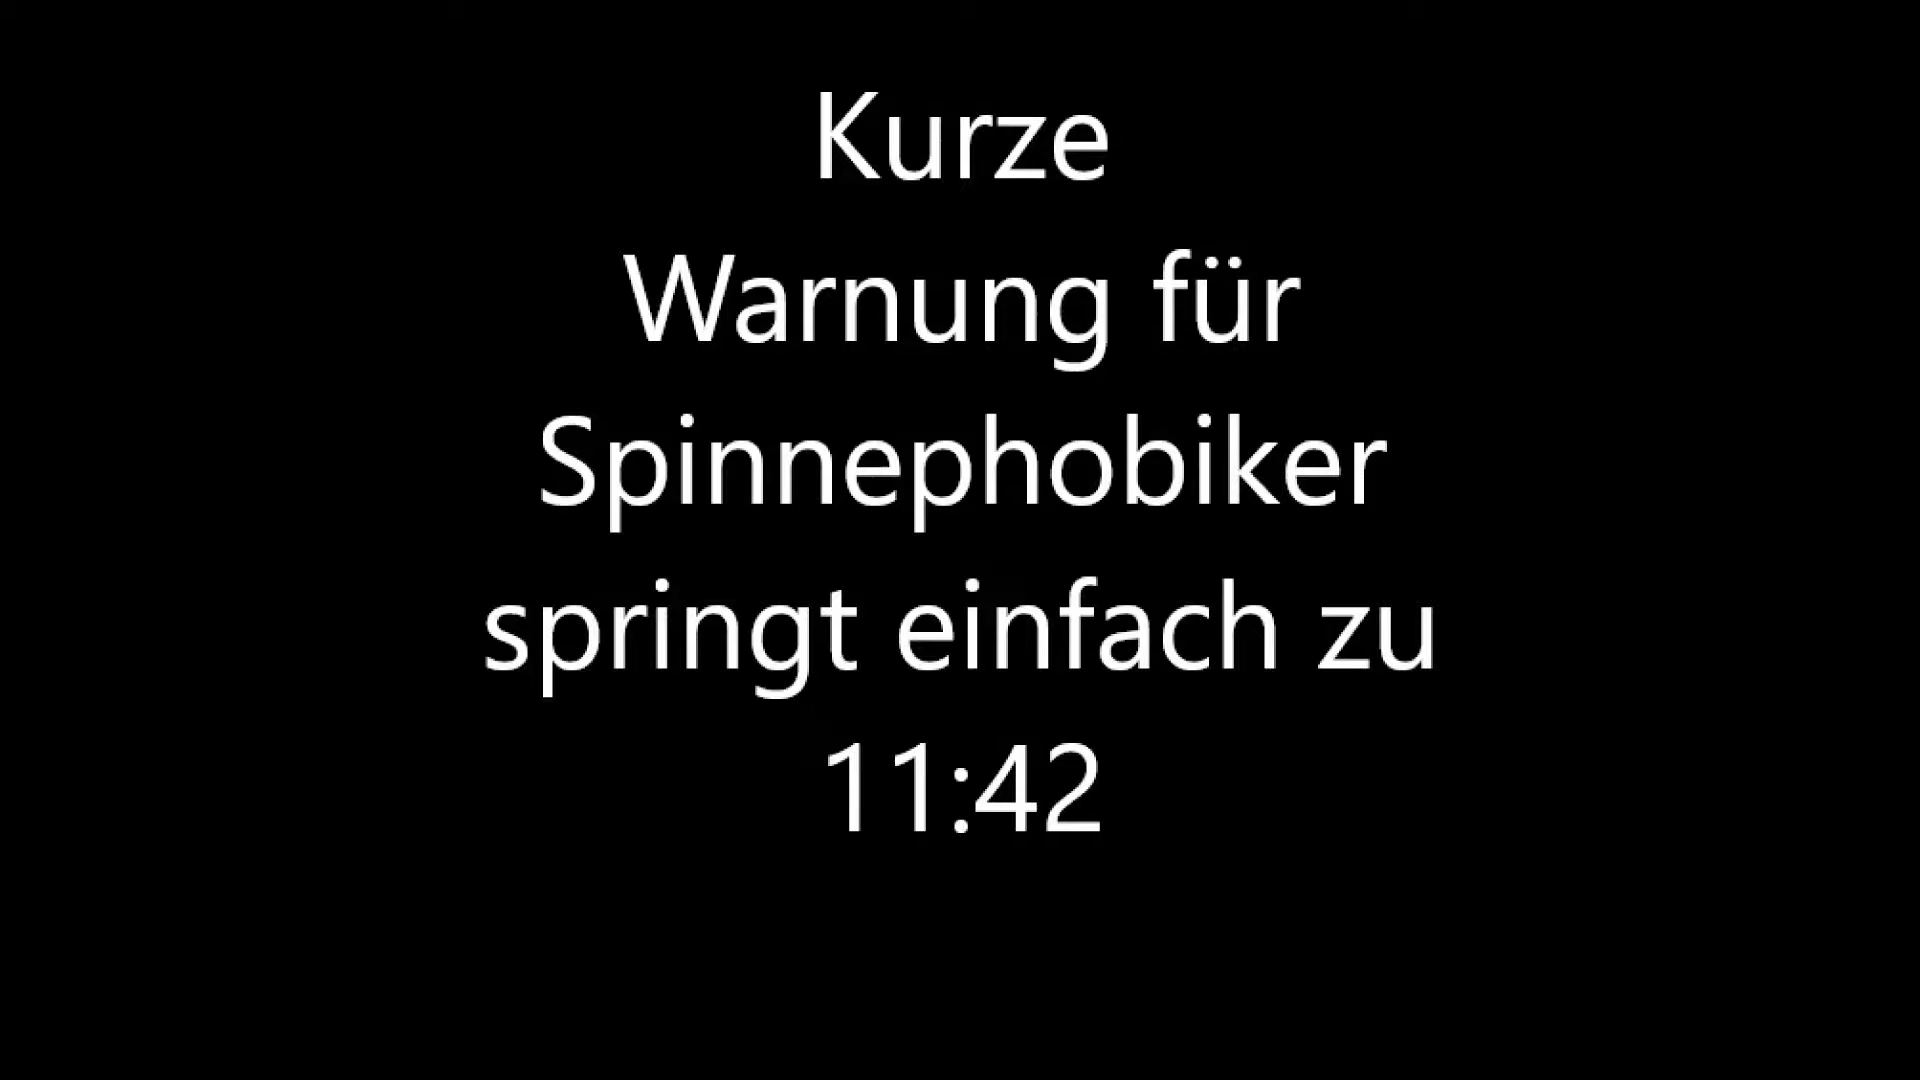 Kurze
Warnung für
Spinnephobiker
springt einfach zu
11:42